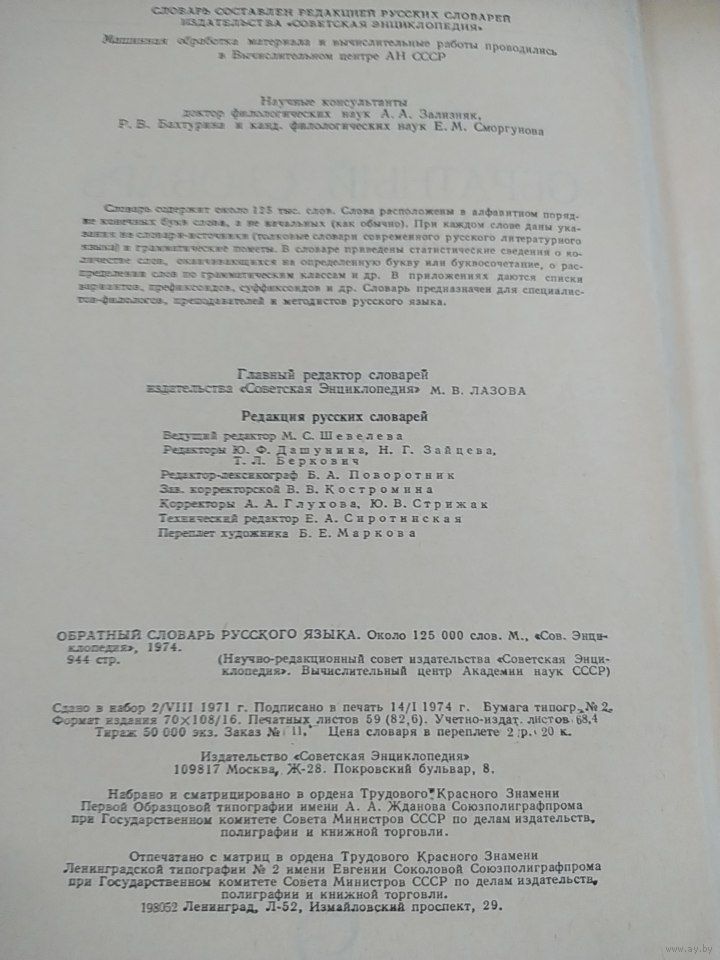 СЛОВАРЬ СОСТАВЛЕН РЕДАКЦИЕЙ РУССКИХ СЛОВАРЕЙ
ИЗДАТЕЛЬСТВА «СОВЕТСКАЯ ЭНЦИКЛОПЕДИЯ»
Машинная обработка материала и вычислительные работы проводились
в Вычислительном центре АН СССР
Научные консультанты
доктор филологических наук А. А. Зализняк,
Р. В. Бахтурина и канд. филологических наук Е. М. Сморгунова
Словарь содержит около 125 тыс. слов. Слова расположены в алфавитном поряд-
ке конечных букв слова, а не начальных (как обычно). При каждом слове даны ука-
зания на словари-источники (толковые словари современного русского литературного
языка) и грамматические пометы. В словаре приведены статистические сведения о ко-
личестве слов, оканчивающихся на определенную букву или буквосочетание, о рас-
пределении слов по грамматическим классам и др. В приложениях даются списки
вариантов, префиксоидов, суффиксоидов и др. Словарь предназначен для специалис-
тов-филологов, преподавателей и методистов русского языка.
Главный редактор словарей
издательства «Советская Энциклопедия» М. В. ЛАЗОВА
Редакция русских словарей
Ведущий редактор М. С. Шевелева
Редакторы Ю. Ф. Дашунина, Н. Г. Зайцева,
Т. Л. Беркович
Редактор-лексикограф Б. А. Поворотник
Зав. корректорской В. В. Костромина
Корректоры А. А. Глухова, Ю. В. Стрижак
Технический редактор Е. А. Сиротинская
Переплет художника Б. Е. Маркова
ОБРАТНЫЙ СЛОВАРЬ РУССКОГО ЯЗЫКА. Около 125 000 слов. М., «Сов. Энци-
клопедия», 1974.
944 стр. (Научно-редакционный совет издательства «Советская Энци-
клопедия». Вычислительный центр Академии наук СССР)
Сдано в набор 2/VIII 1971 г. Подписано в печать 14/I 1974 г. Бумага типогр. № 2.
Формат издания 70×108/16. Печатных листов 59 (82,6). Учетно-издат. листов 68,4
Тираж 50 000 экз. Заказ № 11. Цена словаря в переплете 2 р. 20 к.
Издательство «Советская Энциклопедия»
109817 Москва, Ж-28. Покровский бульвар, 8.
Набрано и сматрицировано в ордена Трудового Красного Знамени
Первой Образцовой типографии имени А. А. Жданова Союзполиграфпрома
при Государственном комитете Совета Министров СССР по делам издательств,
полиграфии и книжной торговли.
Отпечатано с матриц в ордена Трудового Красного Знамени
Ленинградской типографии № 2 имени Евгении Соколовой Союзполиграфпрома
при Государственном комитете Совета Министров СССР по делам издательств,
полиграфии и книжной торговли.
198052 Ленинград, Л-52, Измайловский проспект, 29.
www.ay.by